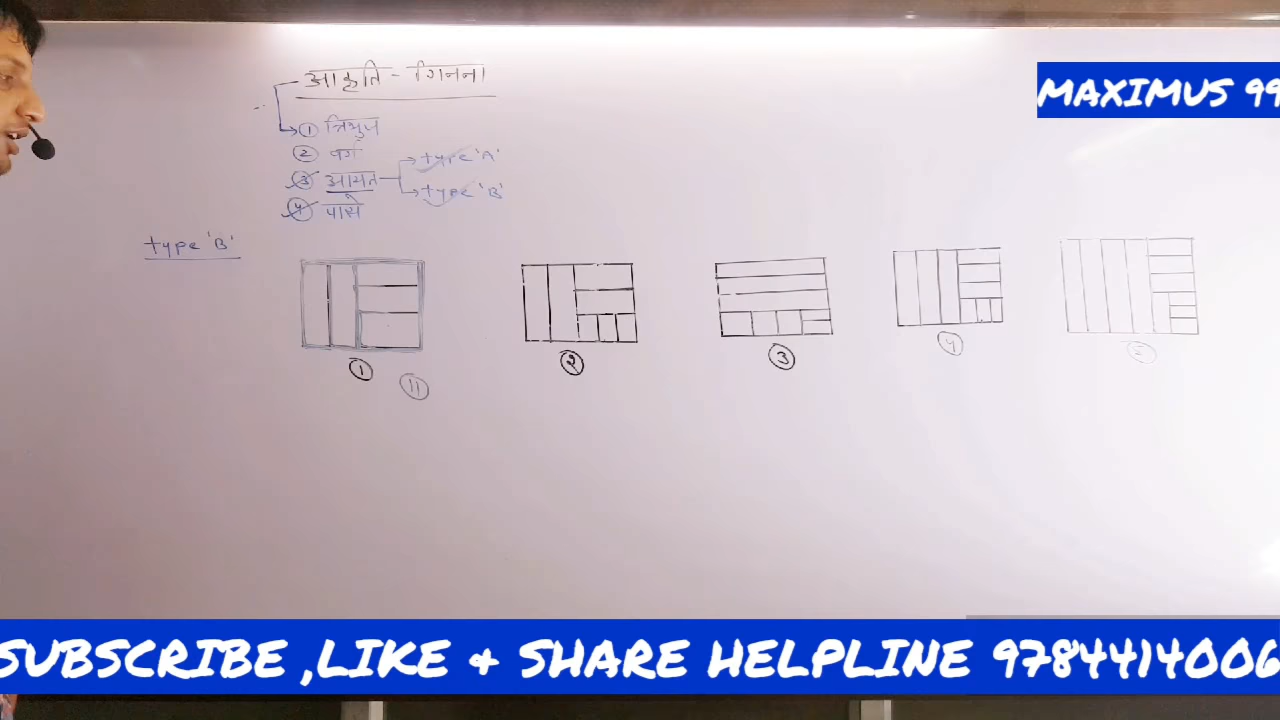 आकृति - गिनना
① त्रिभुज
② वर्ग
③ आयत
④ पासे
type 'A'
type 'B'
type 'B'
① ② ③ ④ ⑤
⑪
MAXIMUS 99
SUBSCRIBE ,LIKE & SHARE HELPLINE 9784414006